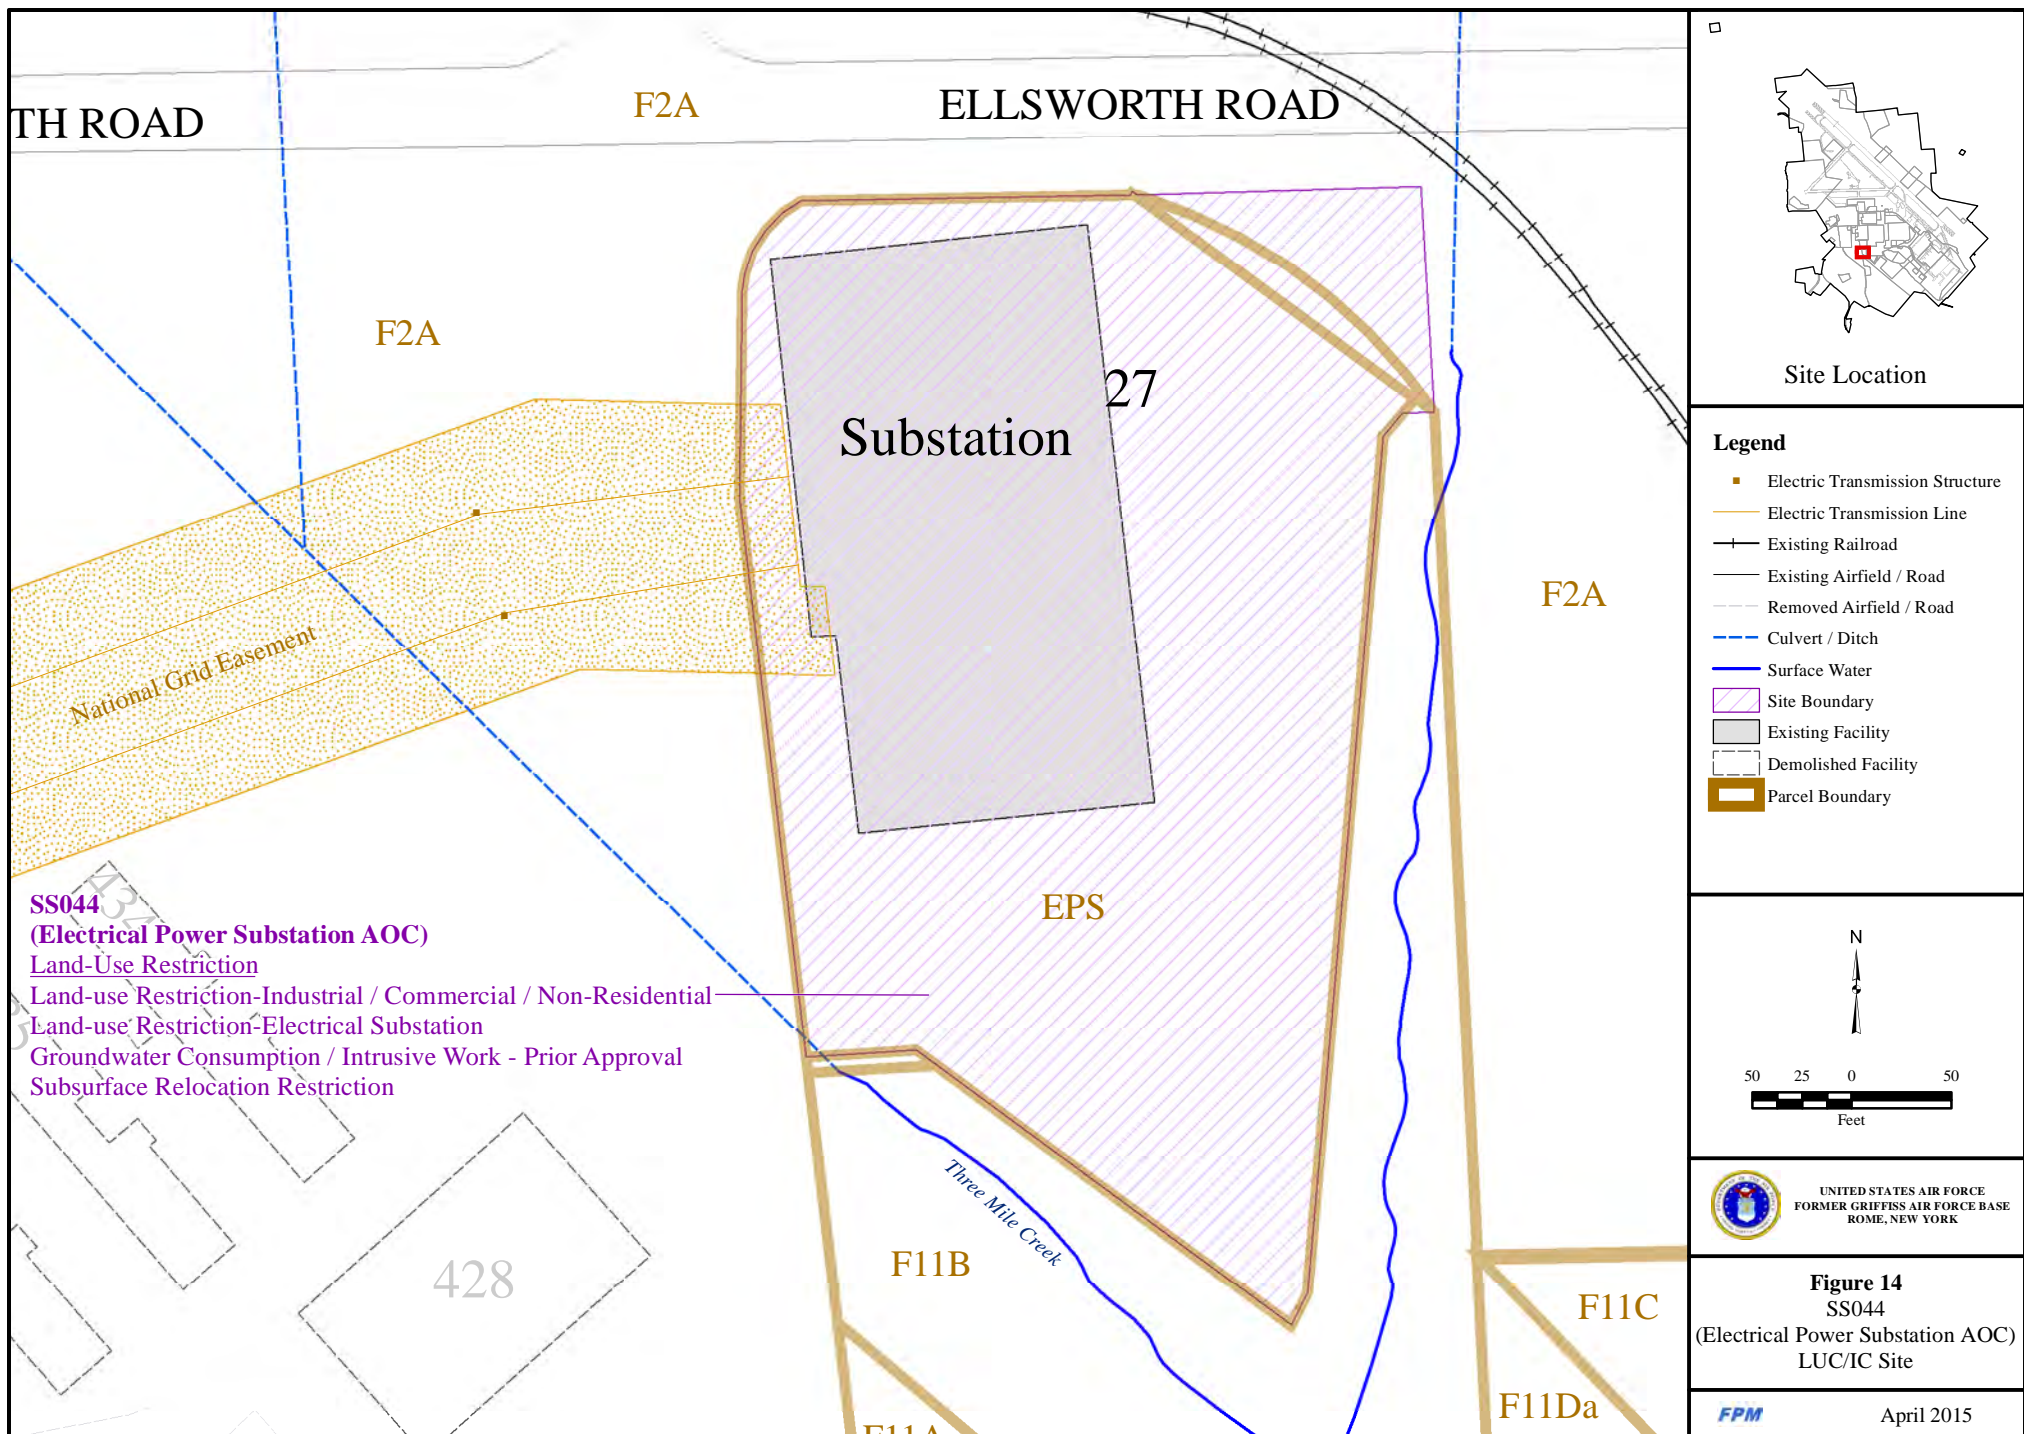 TH ROAD
F2A
ELLSWORTH ROAD
F2A
27
Substation
F2A
National Grid Easement
434
EPS
SS044
(Electrical Power Substation AOC)
Land-Use Restriction
Land-use Restriction-Industrial / Commercial / Non-Residential
Land-use Restriction-Electrical Substation
Groundwater Consumption / Intrusive Work - Prior Approval
Subsurface Relocation Restriction
Three Mile Creek
428
F11B
F11C
F11Da
F11A
Site Location
Legend
Electric Transmission Structure
Electric Transmission Line
Existing Railroad
Existing Airfield / Road
Removed Airfield / Road
Culvert / Ditch
Surface Water
Site Boundary
Existing Facility
Demolished Facility
Parcel Boundary
N
50 25 0 50
Feet
UNITED STATES AIR FORCE
FORMER GRIFFISS AIR FORCE BASE
ROME, NEW YORK
Figure 14
SS044
(Electrical Power Substation AOC)
LUC/IC Site
FPM
April 2015